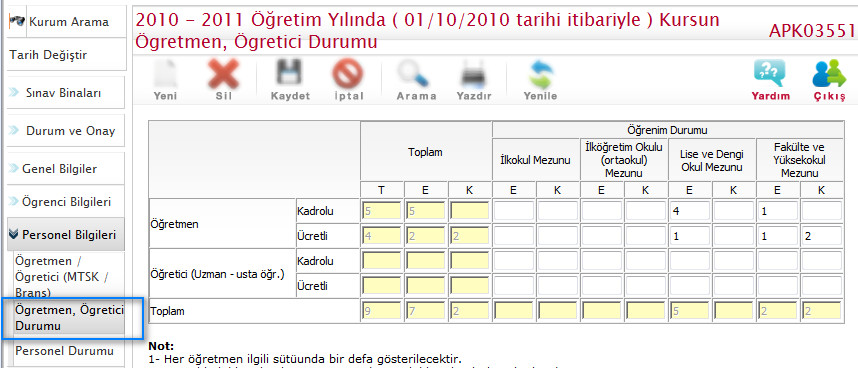 Kurum Arama
Tarih Değiştir
Sınav Binaları
Durum ve Onay
Genel Bilgiler
Öğrenci Bilgileri
Personel Bilgileri
Öğretmen /
Ögretici (MTSK /
Branş)
Ögretmen, Ögretici
Durumu
Personel Durumu
2010 - 2011 Öğretim Yılında ( 01/10/2010 tarihi itibariyle ) Kursun
Ögretmen, Ögretici Durumu
APK03551
Yeni Sil Kaydet İptal Arama Yazdır Yenile Yardım Çıkış
Toplam
Öğrenim Durumu
İlkokul Mezunu
İlköğretim Okulu
(ortaokul)
Mezunu
Lise ve Dengi
Okul Mezunu
Fakülte ve
Yüksekokul
Mezunu
T E K E K E K E K E K
Öğretmen
Kadrolu 5 5 4 1
Ücretli 4 2 2 1 1 2
Öğretici (Uzman - usta öğr.)
Kadrolu
Ücretli
Toplam 9 7 2 5 2 2
Not:
1- Her öğretmen ilgili sütüunda bir defa gösterilecektir.